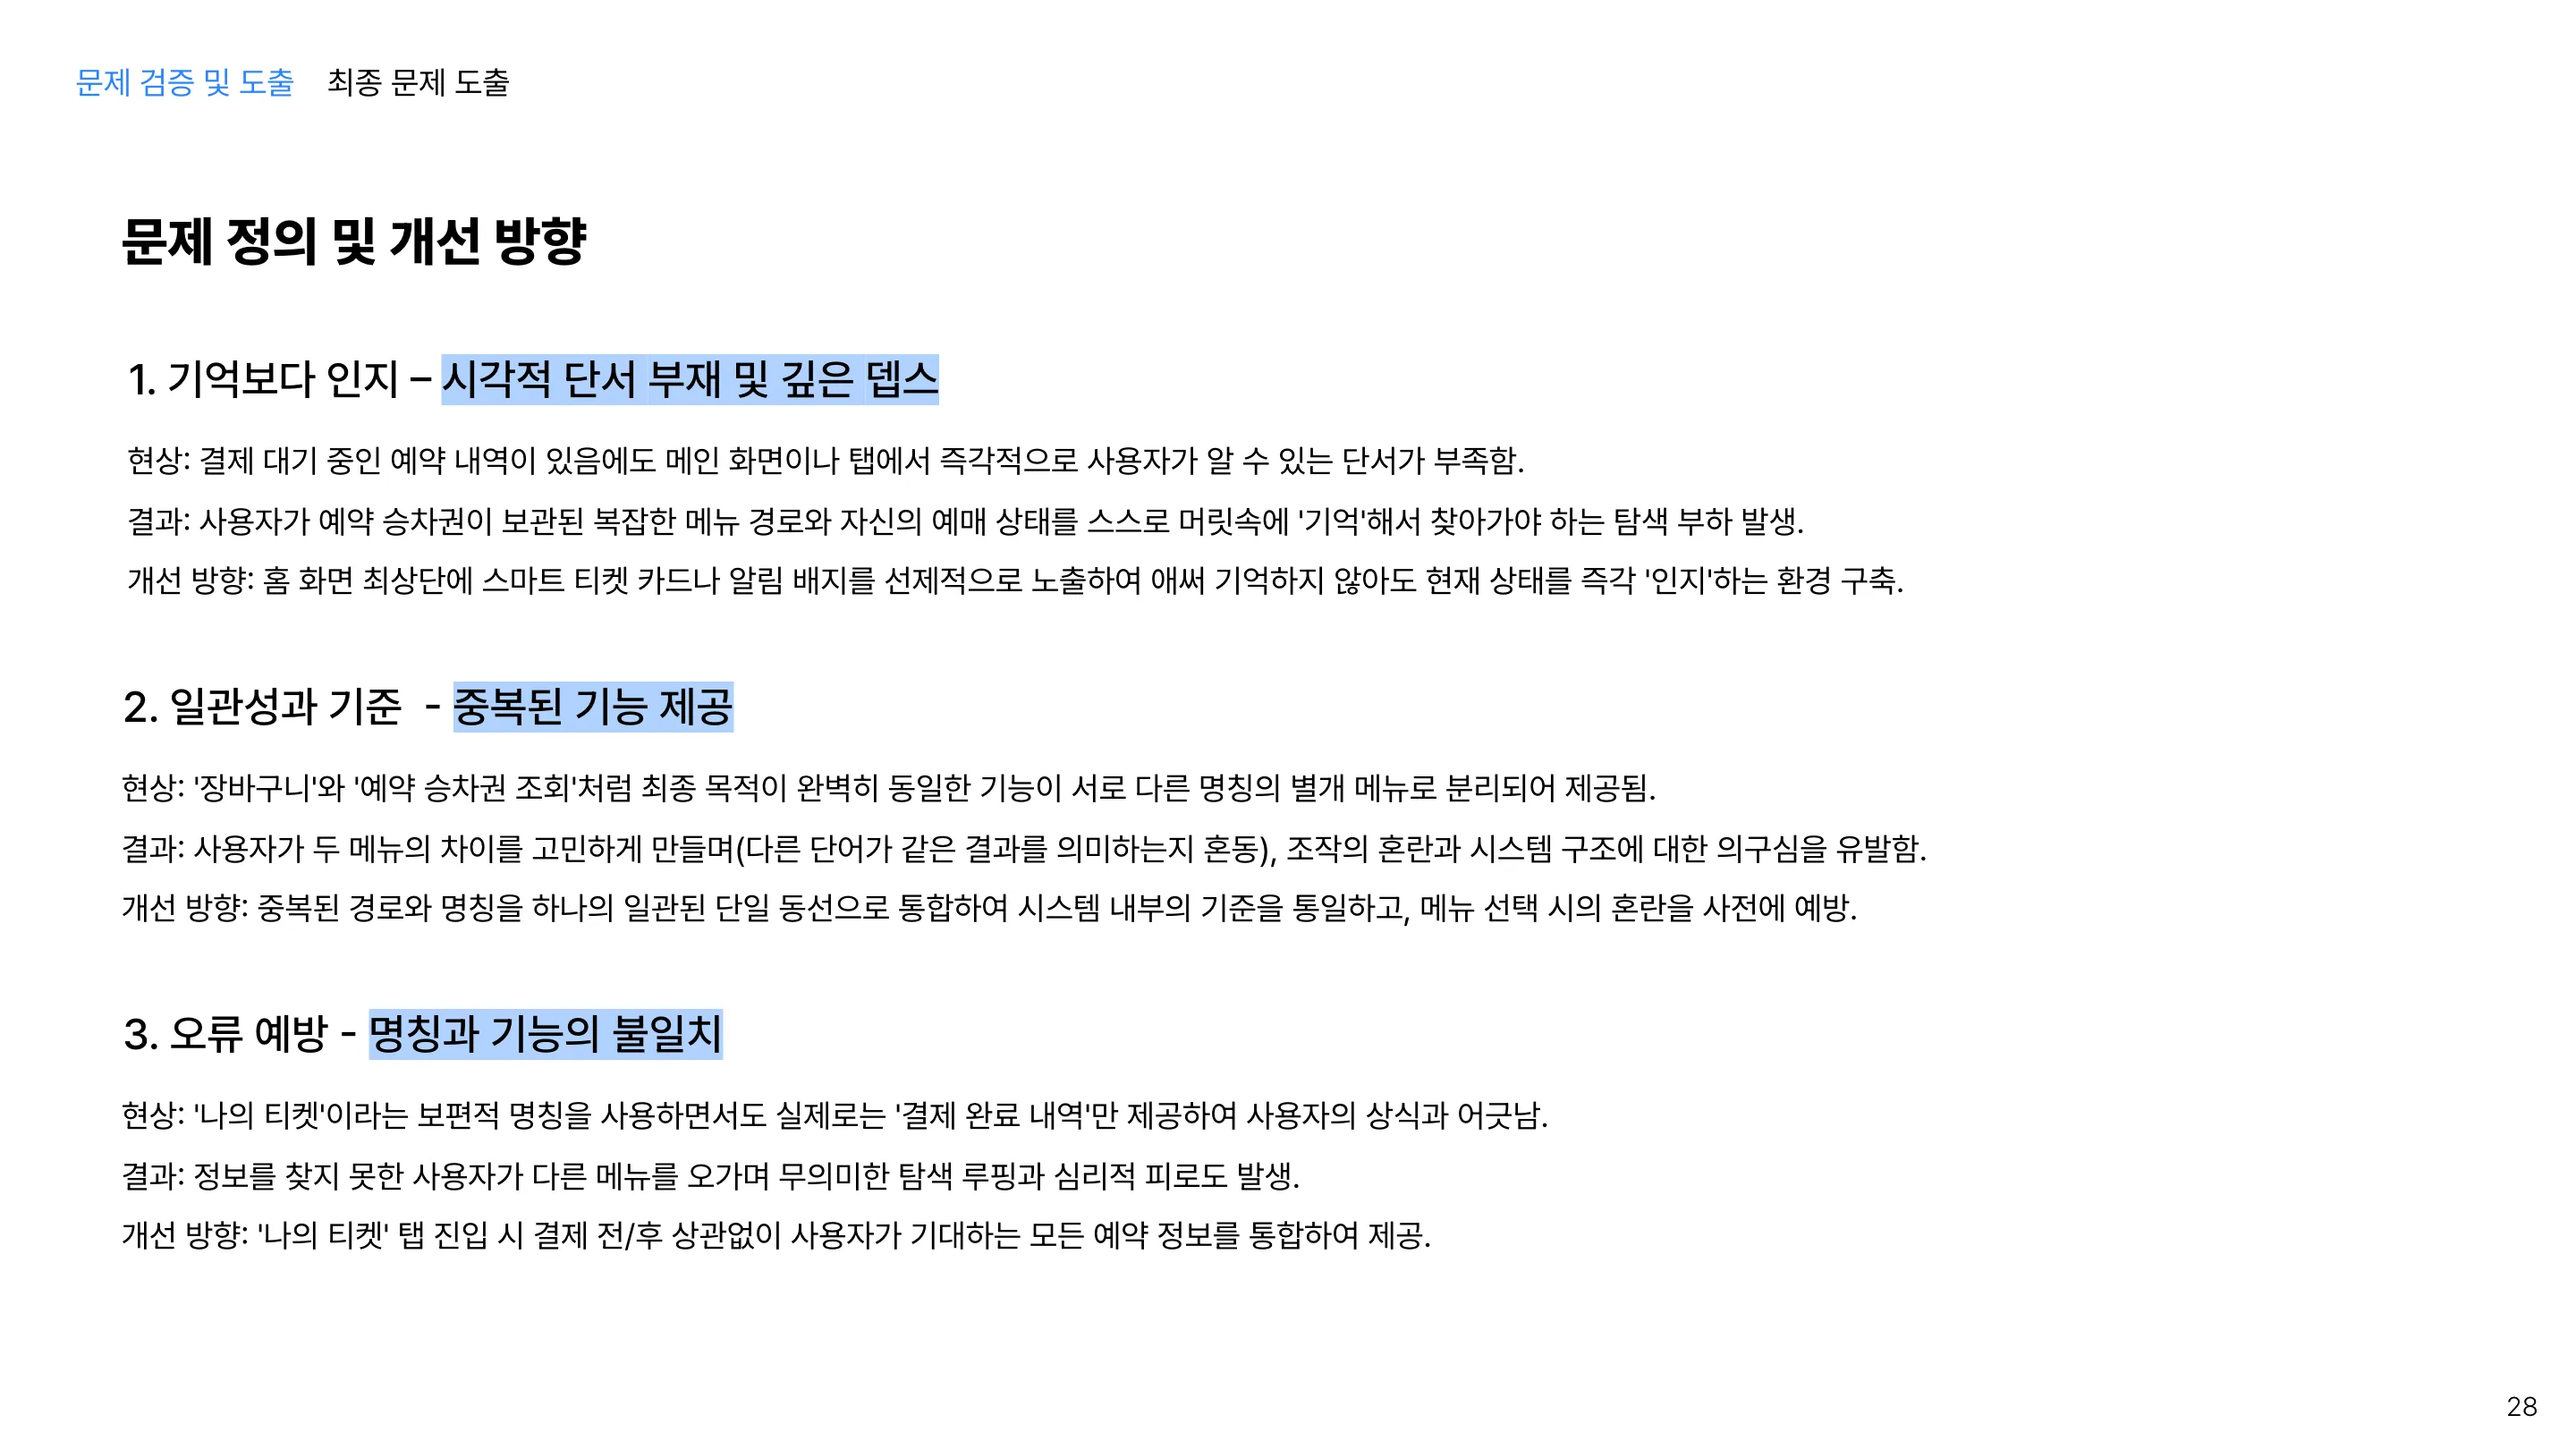 문제 검증 및 도출 최종 문제 도출
문제 정의 및 개선 방향
1. 기억보다 인지 – 시각적 단서 부재 및 깊은 뎁스
현상: 결제 대기 중인 예약 내역이 있음에도 메인 화면이나 탭에서 즉각적으로 사용자가 알 수 있는 단서가 부족함.
결과: 사용자가 예약 승차권이 보관된 복잡한 메뉴 경로와 자신의 예매 상태를 스스로 머릿속에 '기억'해서 찾아가야 하는 탐색 부하 발생.
개선 방향: 홈 화면 최상단에 스마트 티켓 카드나 알림 배지를 선제적으로 노출하여 애써 기억하지 않아도 현재 상태를 즉각 '인지'하는 환경 구축.
2. 일관성과 기준 - 중복된 기능 제공
현상: '장바구니'와 '예약 승차권 조회'처럼 최종 목적이 완벽히 동일한 기능이 서로 다른 명칭의 별개 메뉴로 분리되어 제공됨.
결과: 사용자가 두 메뉴의 차이를 고민하게 만들며(다른 단어가 같은 결과를 의미하는지 혼동), 조작의 혼란과 시스템 구조에 대한 의구심을 유발함.
개선 방향: 중복된 경로와 명칭을 하나의 일관된 단일 동선으로 통합하여 시스템 내부의 기준을 통일하고, 메뉴 선택 시의 혼란을 사전에 예방.
3. 오류 예방 - 명칭과 기능의 불일치
현상: '나의 티켓'이라는 보편적 명칭을 사용하면서도 실제로는 '결제 완료 내역'만 제공하여 사용자의 상식과 어긋남.
결과: 정보를 찾지 못한 사용자가 다른 메뉴를 오가며 무의미한 탐색 루핑과 심리적 피로도 발생.
개선 방향: '나의 티켓' 탭 진입 시 결제 전/후 상관없이 사용자가 기대하는 모든 예약 정보를 통합하여 제공.
28